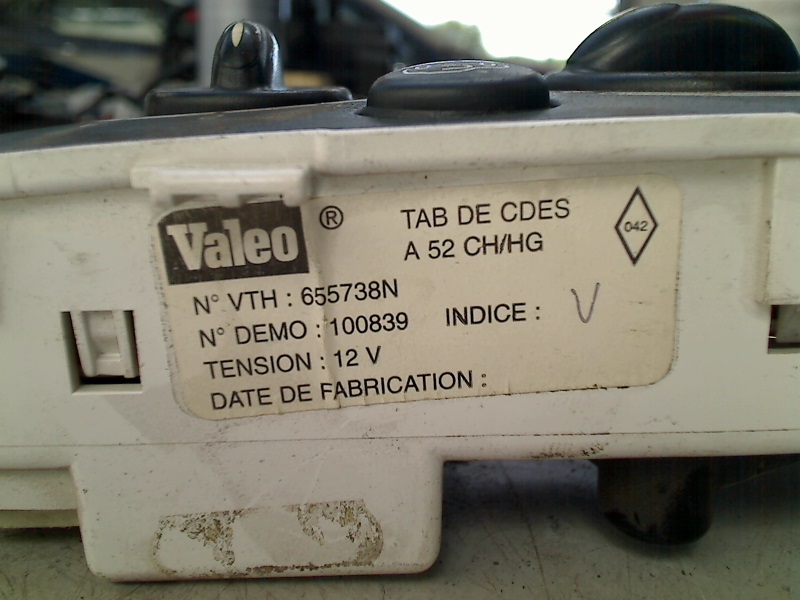 Valeo ®
TAB DE CDES
A 52 CH/HG
042
N° VTH : 655738N
N° DEMO : 100839
INDICE : V
TENSION : 12 V
DATE DE FABRICATION :